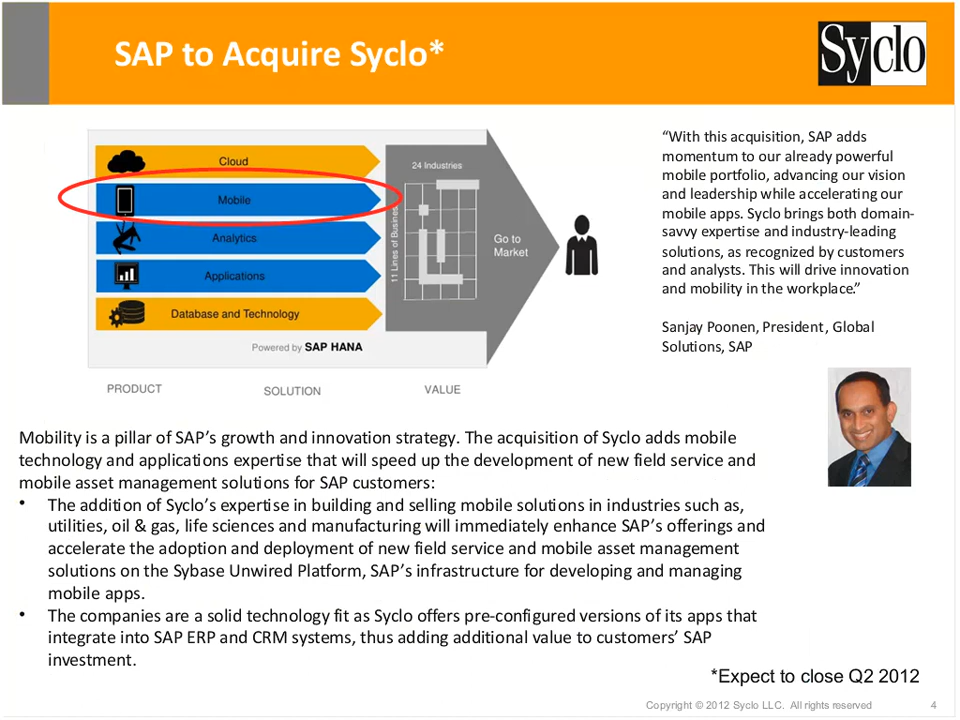 SAP to Acquire Syclo*
Syclo
Cloud
Mobile
Analytics
Applications
Database and Technology
Powered by SAP HANA
24 Industries
11 Lines of Busines
Go to
Market
PRODUCT
SOLUTION
VALUE
“With this acquisition, SAP adds
momentum to our already powerful
mobile portfolio, advancing our vision
and leadership while accelerating our
mobile apps. Syclo brings both domain-
savvy expertise and industry-leading
solutions, as recognized by customers
and analysts. This will drive innovation
and mobility in the workplace.”
Sanjay Poonen, President, Global
Solutions, SAP
Mobility is a pillar of SAP’s growth and innovation strategy. The acquisition of Syclo adds mobile
technology and applications expertise that will speed up the development of new field service and
mobile asset management solutions for SAP customers:
• The addition of Syclo’s expertise in building and selling mobile solutions in industries such as,
utilities, oil & gas, life sciences and manufacturing will immediately enhance SAP’s offerings and
accelerate the adoption and deployment of new field service and mobile asset management
solutions on the Sybase Unwired Platform, SAP’s infrastructure for developing and managing
mobile apps.
• The companies are a solid technology fit as Syclo offers pre-configured versions of its apps that
integrate into SAP ERP and CRM systems, thus adding additional value to customers’ SAP
investment.
*Expect to close Q2 2012
Copyright © 2012 Syclo LLC. All rights reserved
4